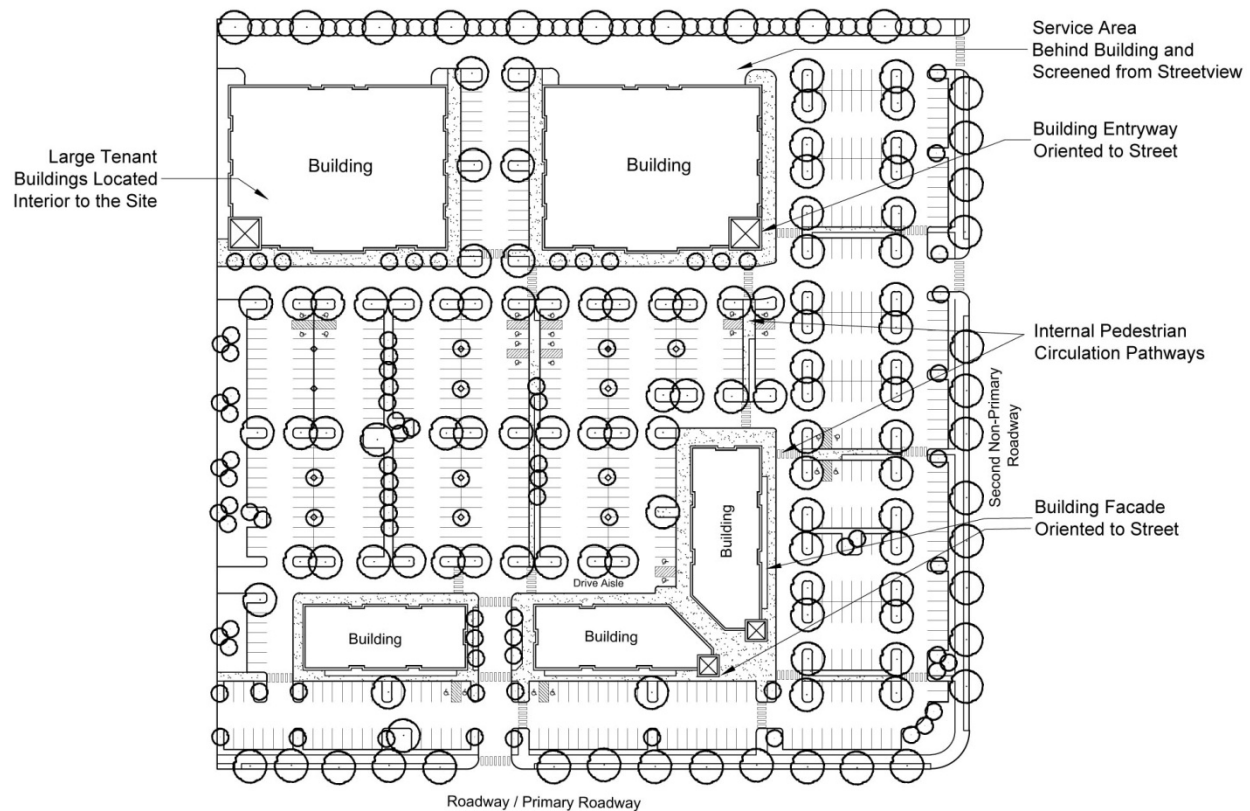 Service Area
Behind Building and
Screened from Streetview
Building Entryway
Oriented to Street
Large Tenant
Buildings Located
Interior to the Site
Building
Building
Internal Pedestrian
Circulation Pathways
Second Non-Primary
Roadway
Building Facade
Oriented to Street
Building
Drive Aisle
Building
Building
Roadway / Primary Roadway